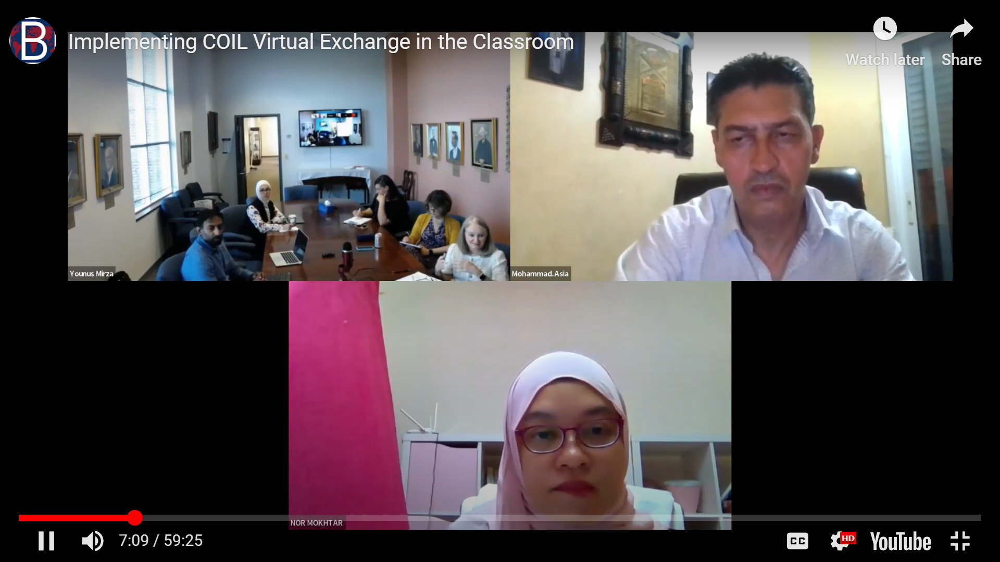 B
Implementing COIL Virtual Exchange in the Classroom
Watch later
Share
Younus Mirza
Mohammad.Asia
NOR MOKHTAR
7:09 / 59:25
CC
HD
YouTube